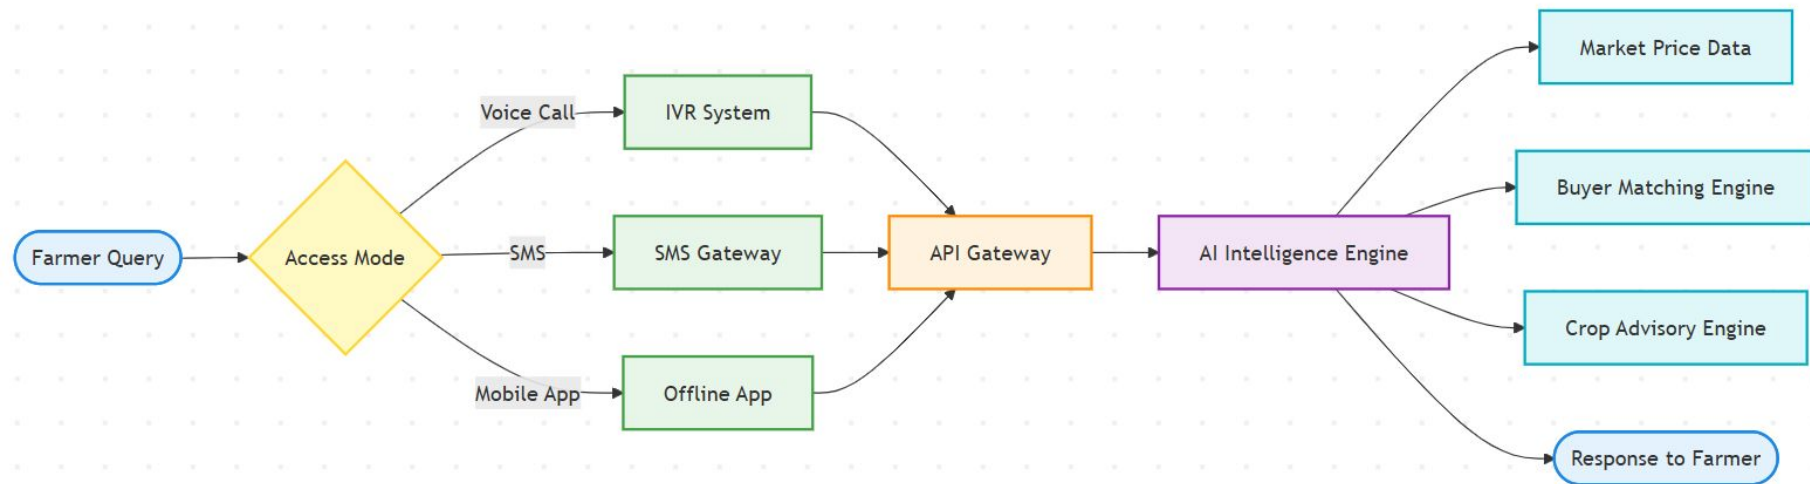 Farmer Query
Access Mode
Voice Call
SMS
Mobile App
IVR System
SMS Gateway
Offline App
API Gateway
AI Intelligence Engine
Market Price Data
Buyer Matching Engine
Crop Advisory Engine
Response to Farmer